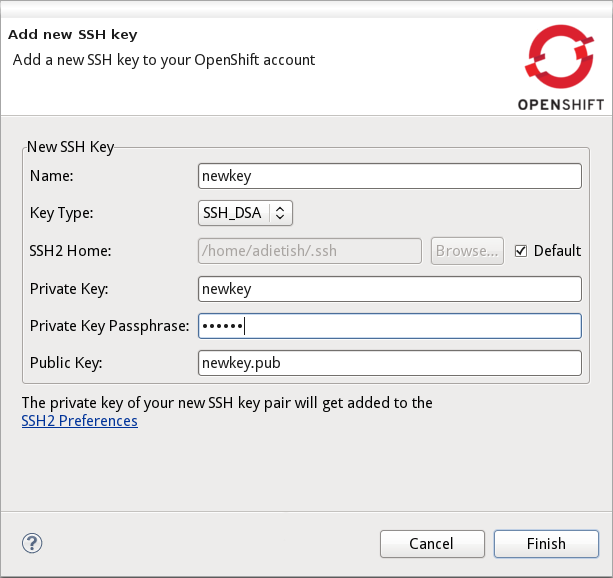 Add new SSH key
Add a new SSH key to your OpenShift account
OPENSHIFT
New SSH Key
Name: newkey
Key Type: SSH_DSA
SSH2 Home: /home/adietish/.ssh Browse... Default
Private Key: newkey
Private Key Passphrase: ••••••
Public Key: newkey.pub
The private key of your new SSH key pair will get added to the
SSH2 Preferences
? Cancel Finish